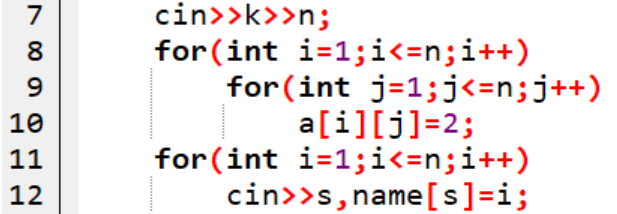 7 cin>>k>>n;
8 for(int i=1;i<=n;i++)
9 for(int j=1;j<=n;j++)
10 a[i][j]=2;
11 for(int i=1;i<=n;i++)
12 cin>>s,name[s]=i;